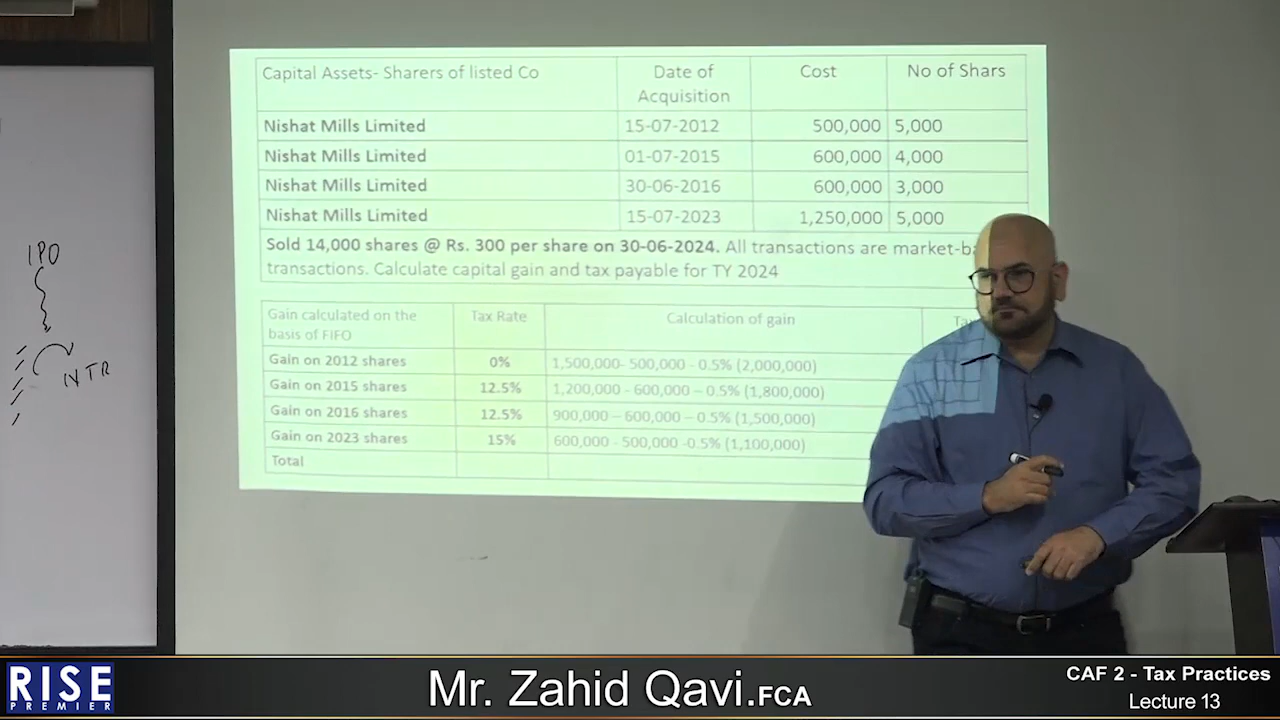 Capital Assets- Sharers of listed Co
Date of
Acquisition
Cost
No of Shars
Nishat Mills Limited 15-07-2012 500,000 5,000
Nishat Mills Limited 01-07-2015 600,000 4,000
Nishat Mills Limited 30-06-2016 600,000 3,000
Nishat Mills Limited 15-07-2023 1,250,000 5,000
Sold 14,000 shares @ Rs. 300 per share on 30-06-2024. All transactions are
transactions. Calculate capital gain and tax payable for TY 2024
Gain calculated on the
basis of FIFO
Tax Rate
Calculation of gain
Gain on 2012 shares 0% 1,500,000- 500,000 - 0.5% (2,000,000)
Gain on 2015 shares 12.5% 1,200,000 - 600,000 – 0.5% (1,800,000)
Gain on 2016 shares 12.5% 900,000 – 600,000 – 0.5% (1,500,000)
Gain on 2023 shares 15% 600,000 - 500,000 -0.5% (1,100,000)
Total
IPO
NTR
RISE
PREMIER
Mr. Zahid Qavi.FCA
CAF 2 - Tax Practices
Lecture 13